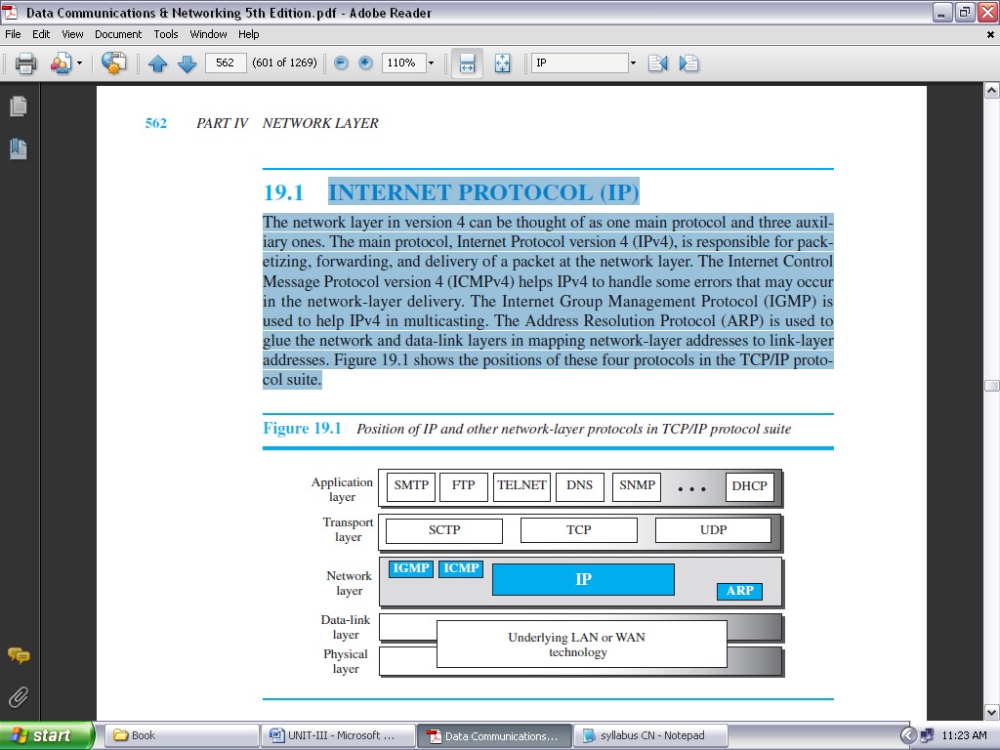 Data Communications & Networking 5th Edition.pdf - Adobe Reader
File Edit View Document Tools Window Help
562 (601 of 1269) 110% IP
562 PART IV NETWORK LAYER
19.1 INTERNET PROTOCOL (IP)
The network layer in version 4 can be thought of as one main protocol and three auxil-
iary ones. The main protocol, Internet Protocol version 4 (IPv4), is responsible for pack-
etizing, forwarding, and delivery of a packet at the network layer. The Internet Control
Message Protocol version 4 (ICMPv4) helps IPv4 to handle some errors that may occur
in the network-layer delivery. The Internet Group Management Protocol (IGMP) is
used to help IPv4 in multicasting. The Address Resolution Protocol (ARP) is used to
glue the network and data-link layers in mapping network-layer addresses to link-layer
addresses. Figure 19.1 shows the positions of these four protocols in the TCP/IP proto-
col suite.
Figure 19.1 Position of IP and other network-layer protocols in TCP/IP protocol suite
Application
layer
SMTP FTP TELNET DNS SNMP • • • DHCP
Transport
layer
SCTP TCP UDP
Network
layer
IGMP ICMP IP ARP
Data-link
layer
Physical
layer
Underlying LAN or WAN
technology
start Book UNIT-III - Microsoft ... Data Communications... syllabus CN - Notepad 11:23 AM